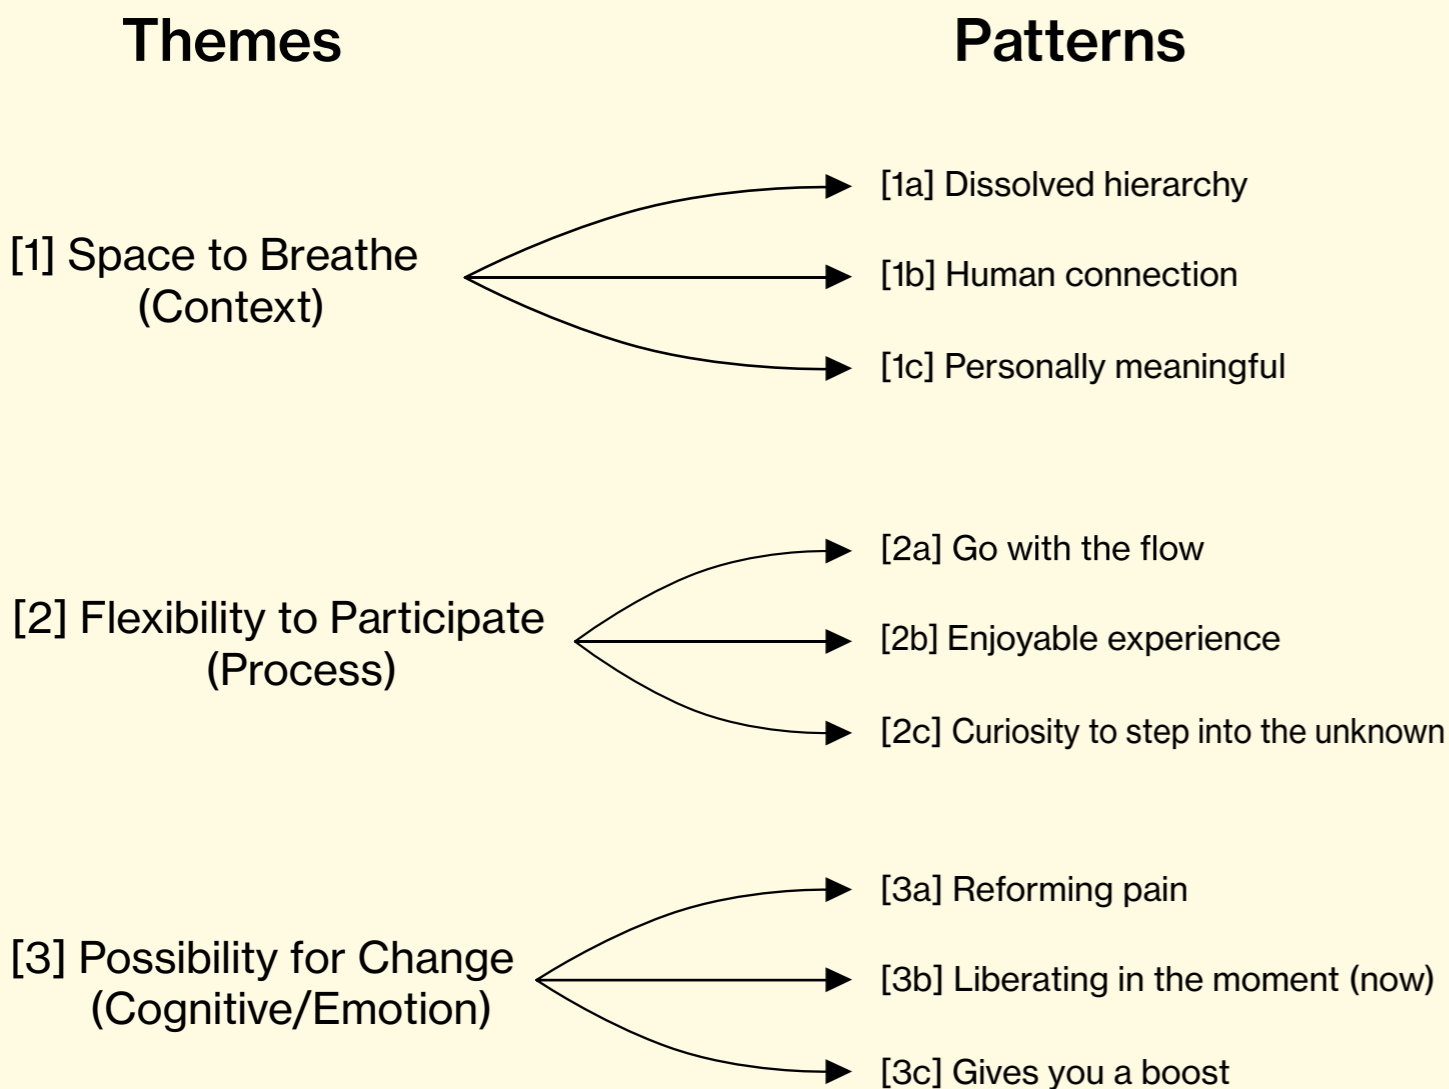 Themes
Patterns
[1] Space to Breathe
(Context)
[1a] Dissolved hierarchy
[1b] Human connection
[1c] Personally meaningful
[2] Flexibility to Participate
(Process)
[2a] Go with the flow
[2b] Enjoyable experience
[2c] Curiosity to step into the unknown
[3] Possibility for Change
(Cognitive/Emotion)
[3a] Reforming pain
[3b] Liberating in the moment (now)
[3c] Gives you a boost